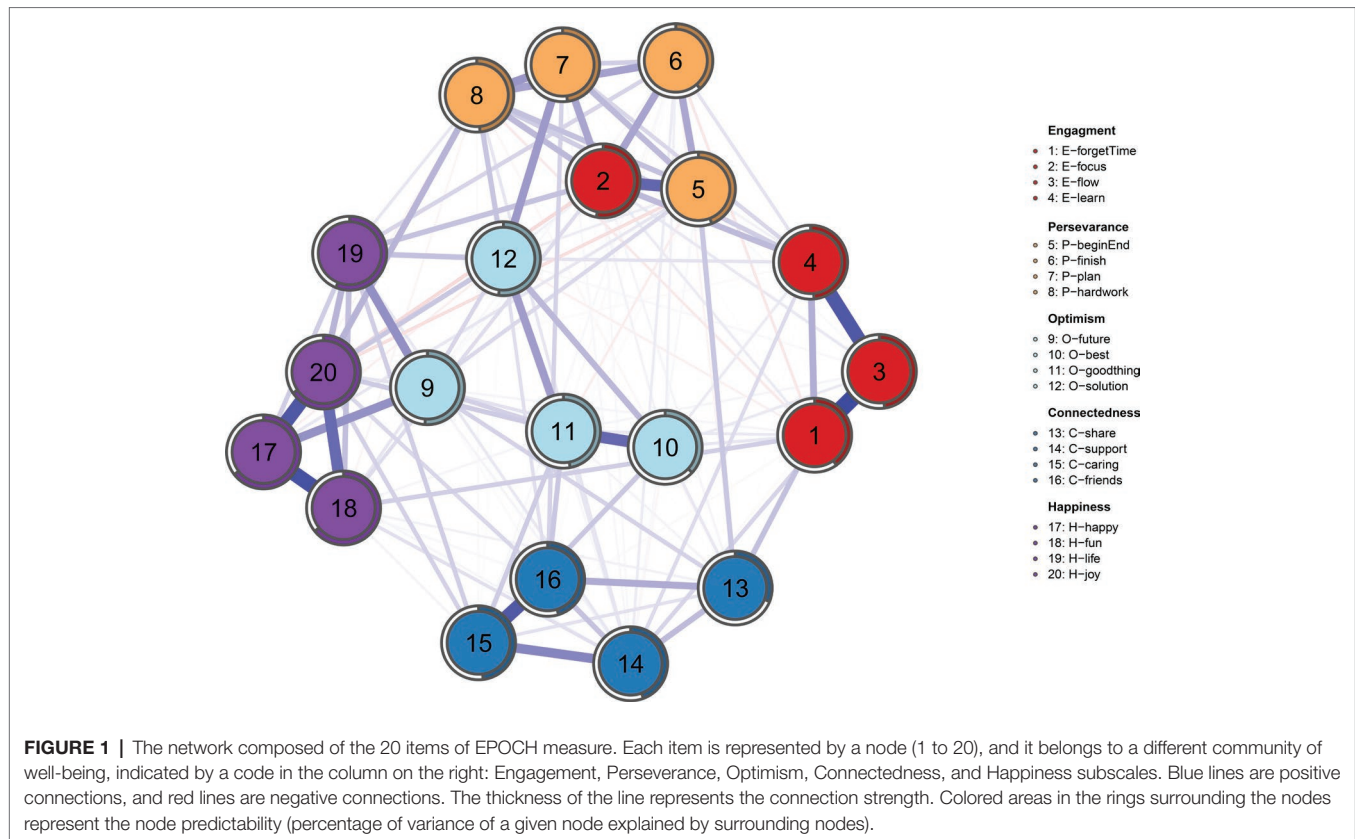 7
6
8
2
5
19
12
4
20
9
3
11
10
1
17
18
16
13
15
14
Engagment
1: E−forgetTime
2: E−focus
3: E−flow
4: E−learn
Persevarance
5: P−beginEnd
6: P−finish
7: P−plan
8: P−hardwork
Optimism
9: O−future
10: O−best
11: O−goodthing
12: O−solution
Connectedness
13: C−share
14: C−support
15: C−caring
16: C−friends
Happiness
17: H−happy
18: H−fun
19: H−life
20: H−joy
FIGURE 1 | The network composed of the 20 items of EPOCH measure. Each item is represented by a node (1 to 20), and it belongs to a different community of
well-being, indicated by a code in the column on the right: Engagement, Perseverance, Optimism, Connectedness, and Happiness subscales. Blue lines are positive
connections, and red lines are negative connections. The thickness of the line represents the connection strength. Colored areas in the rings surrounding the nodes
represent the node predictability (percentage of variance of a given node explained by surrounding nodes).